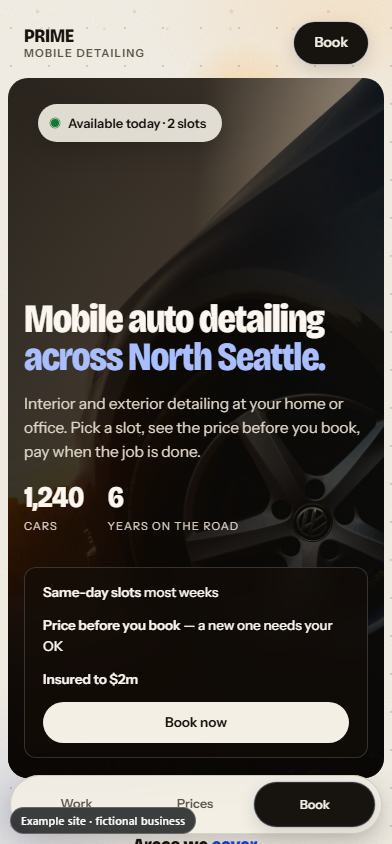 PRIME
MOBILE DETAILING
Book
Available today · 2 slots
Mobile auto detailing
across North Seattle.
Interior and exterior detailing at your home or
office. Pick a slot, see the price before you book,
pay when the job is done.
1,240
CARS
6
YEARS ON THE ROAD
Same-day slots most weeks
Price before you book — a new one needs your
OK
Insured to $2m
Book now
Work
Prices
Book
Example site · fictional business
Areas we cover